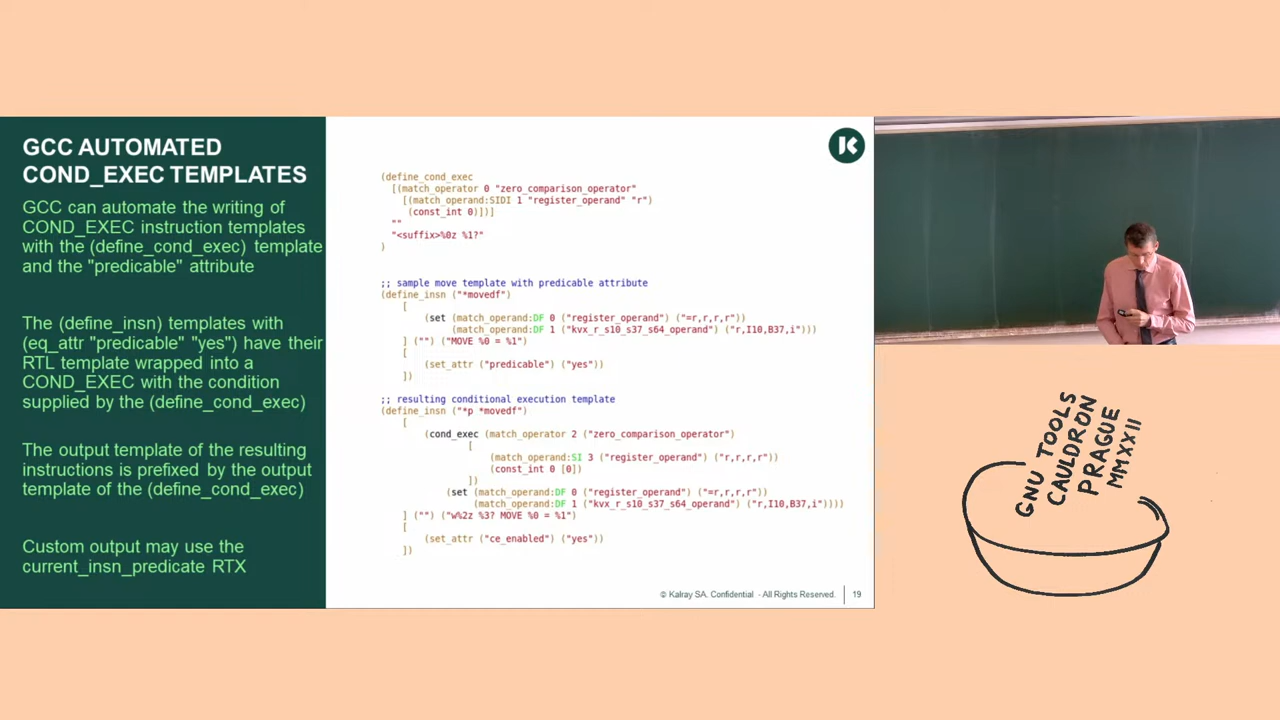 GCC AUTOMATED
COND_EXEC TEMPLATES
GCC can automate the writing of
COND_EXEC instruction templates
with the (define_cond_exec) template
and the "predicable" attribute
The (define_insn) templates with
(eq_attr "predicable" "yes") have their
RTL template wrapped into a
COND_EXEC with the condition
supplied by the (define_cond_exec)
The output template of the resulting
instructions is prefixed by the output
template of the (define_cond_exec)
Custom output may use the
current_insn_predicate RTX
(define_cond_exec
[(match_operator 0 "zero_comparison_operator"
[(match_operand:SIDI 1 "register_operand" "r")
(const_int 0)])]
""
"<suffix>%0z %1?"
)
;; sample move template with predicable attribute
(define_insn ("*movedf")
[
(set (match_operand:DF 0 ("register_operand") ("=r,r,r,r"))
(match_operand:DF 1 ("kvx_r_s10_s37_s64_operand") ("r,I10,B37,i")))
] ("") ("MOVE %0 = %1")
[
(set_attr ("predicable") ("yes"))
])
;; resulting conditional execution template
(define_insn ("*p *movedf")
[
(cond_exec (match_operator 2 ("zero_comparison_operator")
[
(match_operand:SI 3 ("register_operand") ("r,r,r,r"))
(const_int 0 [0])
])
(set (match_operand:DF 0 ("register_operand") ("=r,r,r,r"))
(match_operand:DF 1 ("kvx_r_s10_s37_s64_operand") ("r,I10,B37,i"))))
] ("") ("w%2z %3? MOVE %0 = %1")
[
(set_attr ("ce_enabled") ("yes"))
])
© Kalray SA. Confidential - All Rights Reserved. 19
GNU TOOLS
CAULDRON
PRAGUE
MMXXII